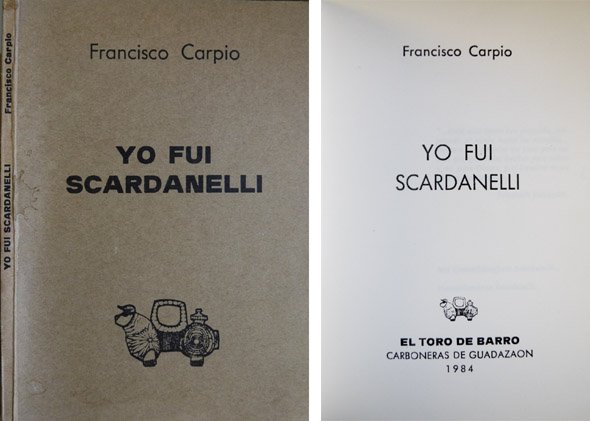 Francisco Carpio
YO FUI SCARDANELLI
Francisco Carpio
YO FUI
SCARDANELLI
Francisco Carpio
YO FUI
SCARDANELLI
EL TORO DE BARRO
CARBONERAS DE GUADAZAON
1984